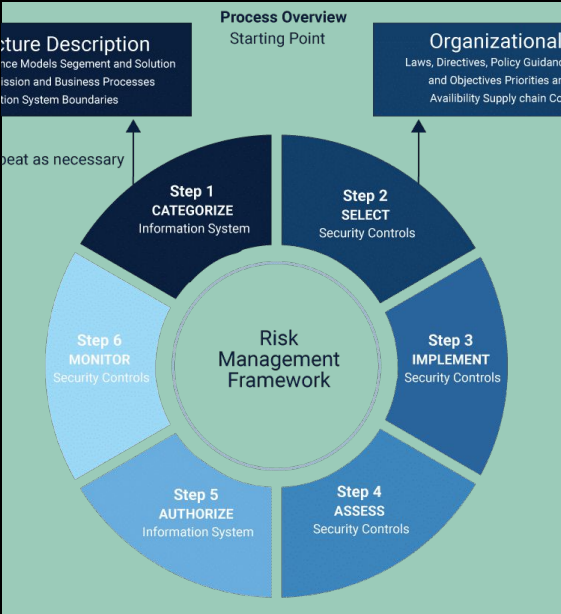 Process Overview
Starting Point
cture Description
nce Models Segement and Solution
ission and Business Processes
tion System Boundaries
Organizational
Laws, Directives, Policy Guidanc
and Objectives Priorities an
Availibility Supply chain Co
peat as necessary
Step 1
CATEGORIZE
Information System
Step 2
SELECT
Security Controls
Step 3
IMPLEMENT
Security Controls
Step 4
ASSESS
Security Controls
Step 5
AUTHORIZE
Information System
Step 6
MONITOR
Security Controls
Risk
Management
Framework